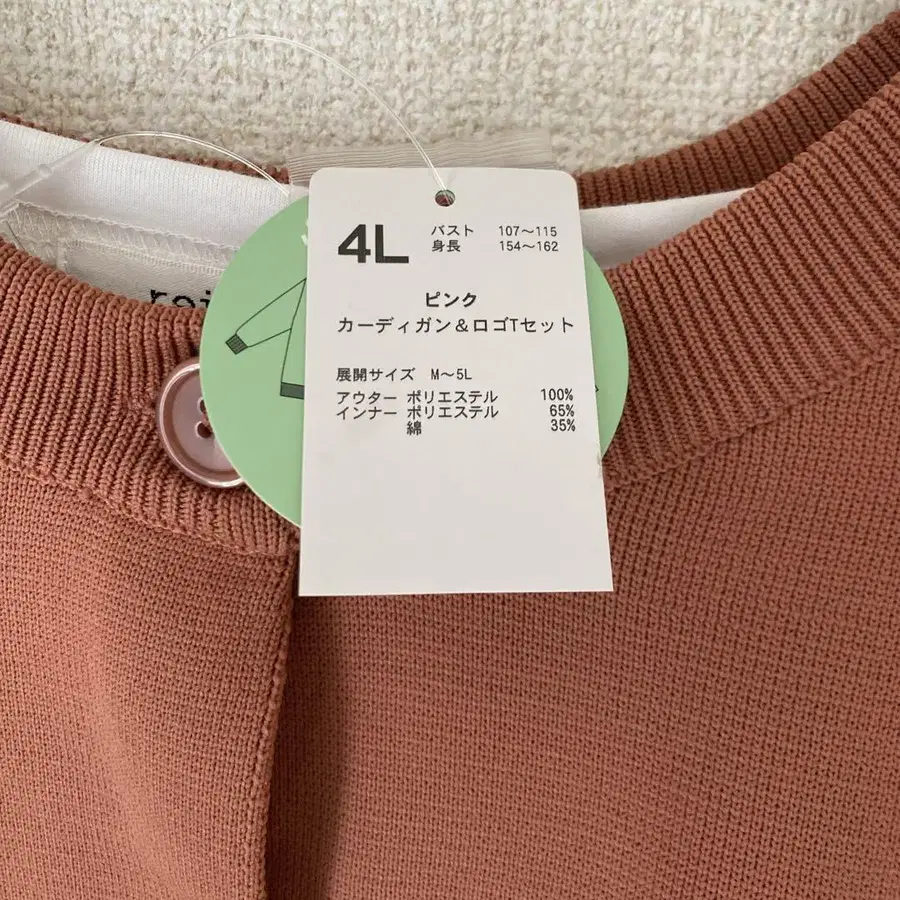 4L
バスト 107～115
身長 154～162
ピンク
カーディガン＆ロゴTセット
展開サイズ M～5L
アウター ポリエステル 100%
インナー ポリエステル 65%
綿 35%